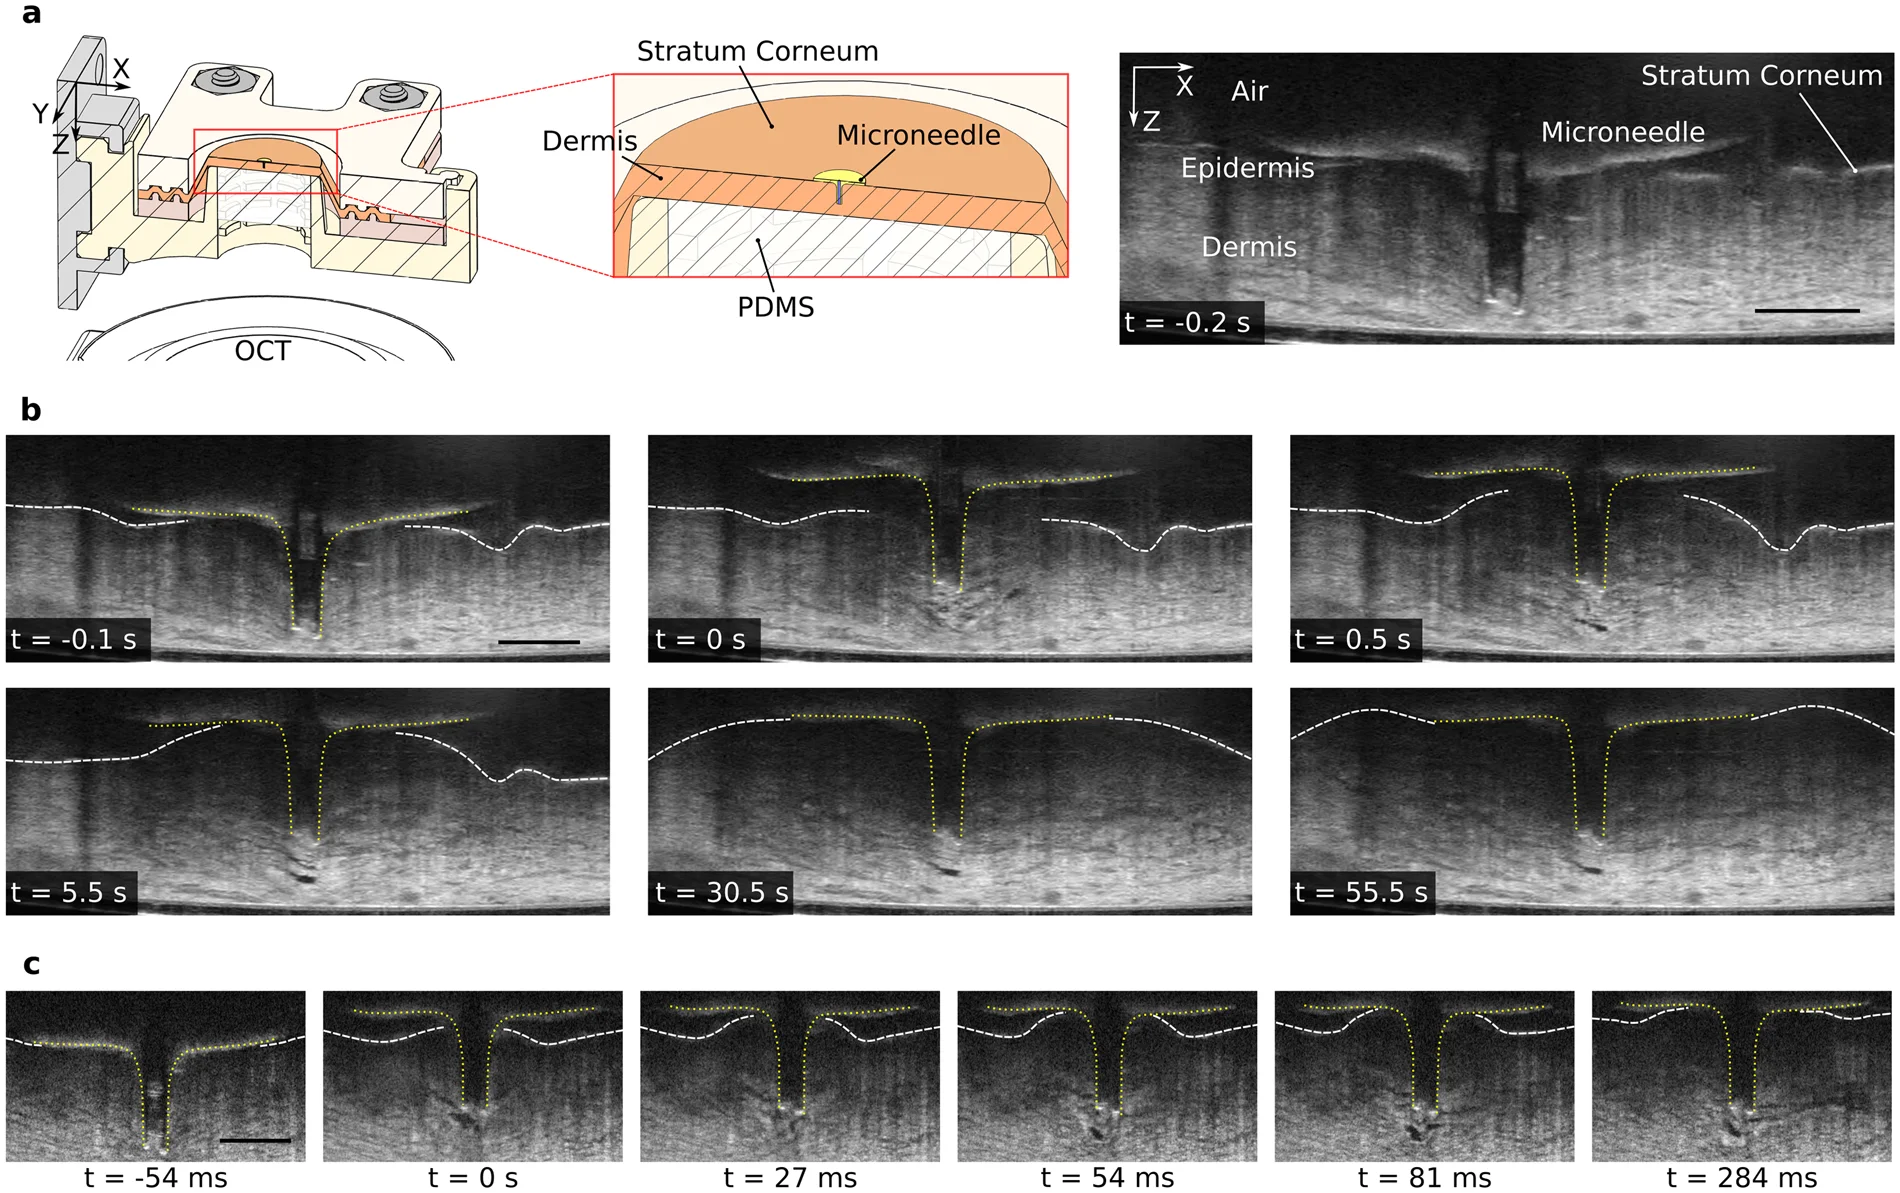 a
X
Y
Z
OCT
Stratum Corneum
Dermis
Microneedle
PDMS
X
Z
Air
Stratum Corneum
Microneedle
Epidermis
Dermis
t = -0.2 s
b
t = -0.1 s
t = 0 s
t = 0.5 s
t = 5.5 s
t = 30.5 s
t = 55.5 s
c
t = -54 ms
t = 0 s
t = 27 ms
t = 54 ms
t = 81 ms
t = 284 ms